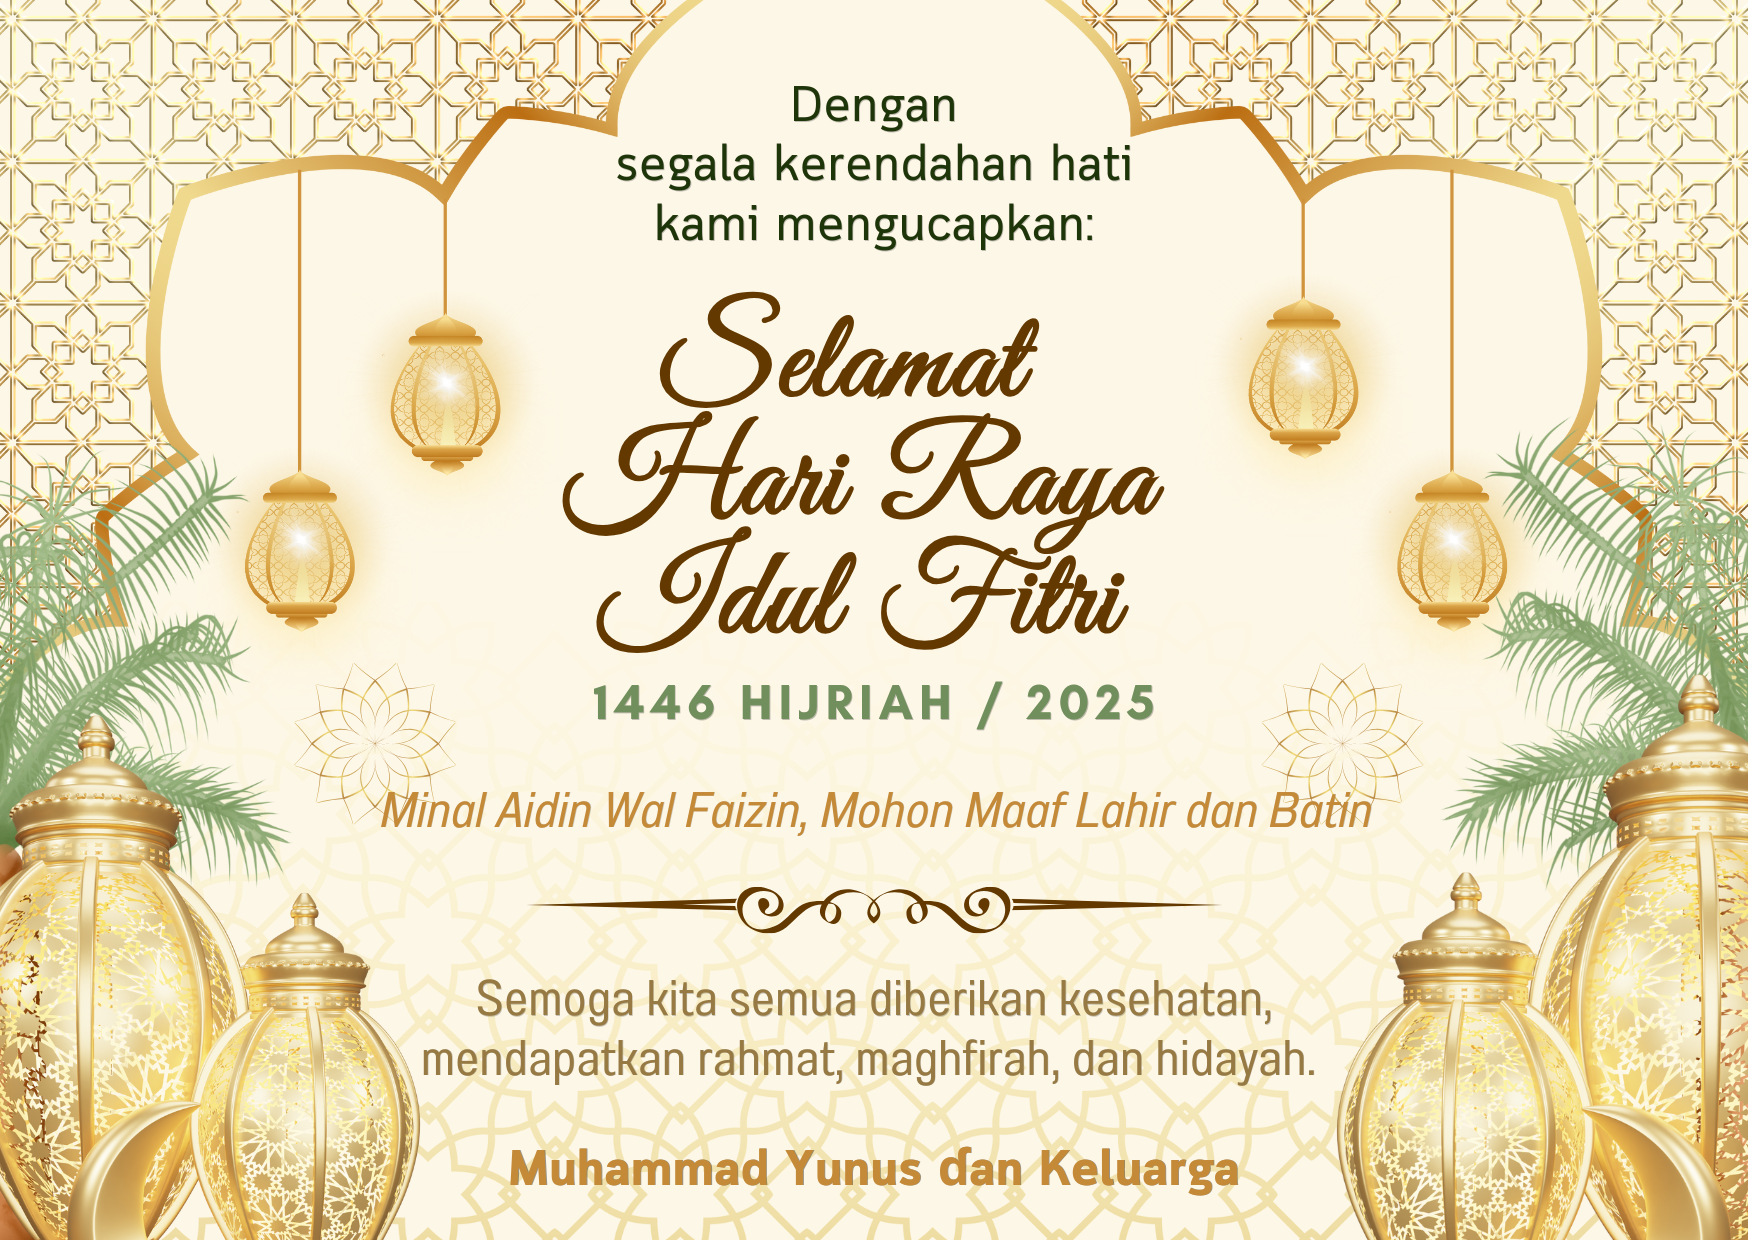 Dengan
segala kerendahan hati
kami mengucapkan:
Selamat
Hari Raya
Idul Fitri
1446 HIJRIAH / 2025
Minal Aidin Wal Faizin, Mohon Maaf Lahir dan Batin
Semoga kita semua diberikan kesehatan,
mendapatkan rahmat, maghfirah, dan hidayah.
Muhammad Yunus dan Keluarga